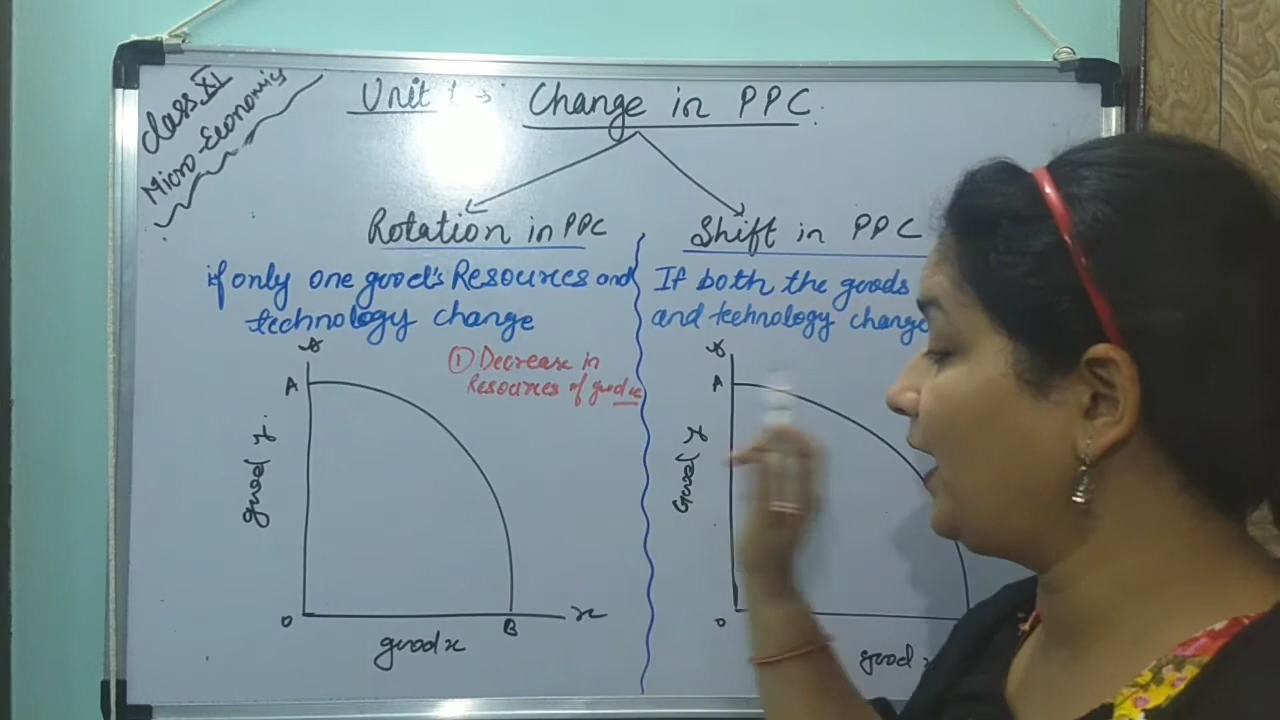 Class XI
Micro-Economics
Unit 1 → Change in PPC.
Rotation in PPC
if only one good's Resources and
technology change
① Decrease in
Resources of good x
A
good y
O
good x
B
x
Shift in PPC
If both the goods
and technology change
A
Good y
O
good x